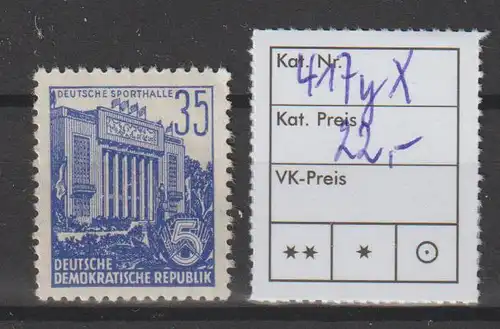 DEUTSCHE SPORTHALLE
35
5
DEUTSCHE
DEMOKRATISCHE REPUBLIK
Kat. Nr.
417yX
Kat. Preis
22,-
VK-Preis
** * ⊙